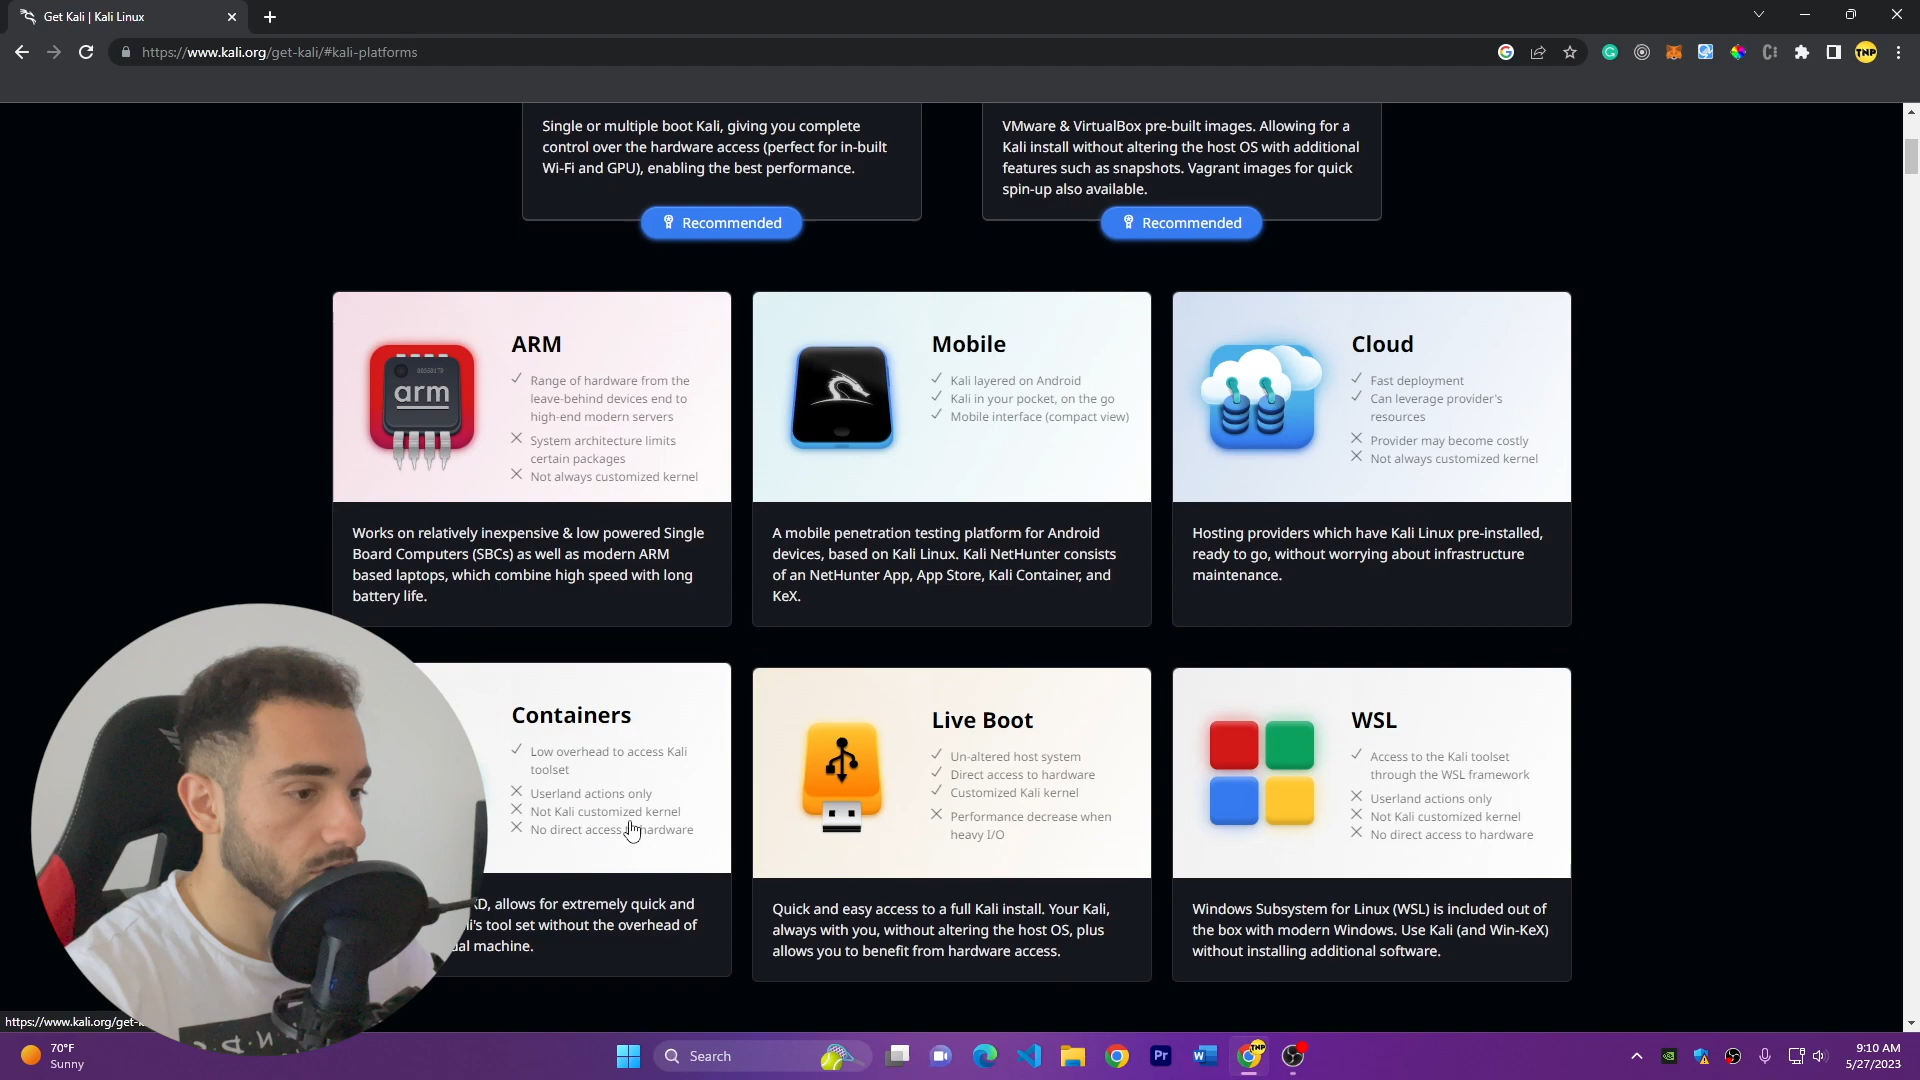 Get Kali | Kali Linux
https://www.kali.org/get-kali/#kali-platforms
TNP
Single or multiple boot Kali, giving you complete
control over the hardware access (perfect for in-built
Wi-Fi and GPU), enabling the best performance.
Recommended
VMware & VirtualBox pre-built images. Allowing for a
Kali install without altering the host OS with additional
features such as snapshots. Vagrant images for quick
spin-up also available.
Recommended
arm
ARM
Range of hardware from the
leave-behind devices end to
high-end modern servers
System architecture limits
certain packages
Not always customized kernel
Works on relatively inexpensive & low powered Single
Board Computers (SBCs) as well as modern ARM
based laptops, which combine high speed with long
battery life.
Mobile
Kali layered on Android
Kali in your pocket, on the go
Mobile interface (compact view)
A mobile penetration testing platform for Android
devices, based on Kali Linux. Kali NetHunter consists
of an NetHunter App, App Store, Kali Container, and
KeX.
Cloud
Fast deployment
Can leverage provider's
resources
Provider may become costly
Not always customized kernel
Hosting providers which have Kali Linux pre-installed,
ready to go, without worrying about infrastructure
maintenance.
Containers
Low overhead to access Kali
toolset
Userland actions only
Not Kali customized kernel
No direct access hardware
allows for extremely quick and
tool set without the overhead of
machine.
Live Boot
Un-altered host system
Direct access to hardware
Customized Kali kernel
Performance decrease when
heavy I/O
Quick and easy access to a full Kali install. Your Kali,
always with you, without altering the host OS, plus
allows you to benefit from hardware access.
WSL
Access to the Kali toolset
through the WSL framework
Userland actions only
Not Kali customized kernel
No direct access to hardware
Windows Subsystem for Linux (WSL) is included out of
the box with modern Windows. Use Kali (and Win-KeX)
without installing additional software.
https://www.kali.org/get-
70°F
Sunny
Search
Pr
TNP
9:10 AM
5/27/2023